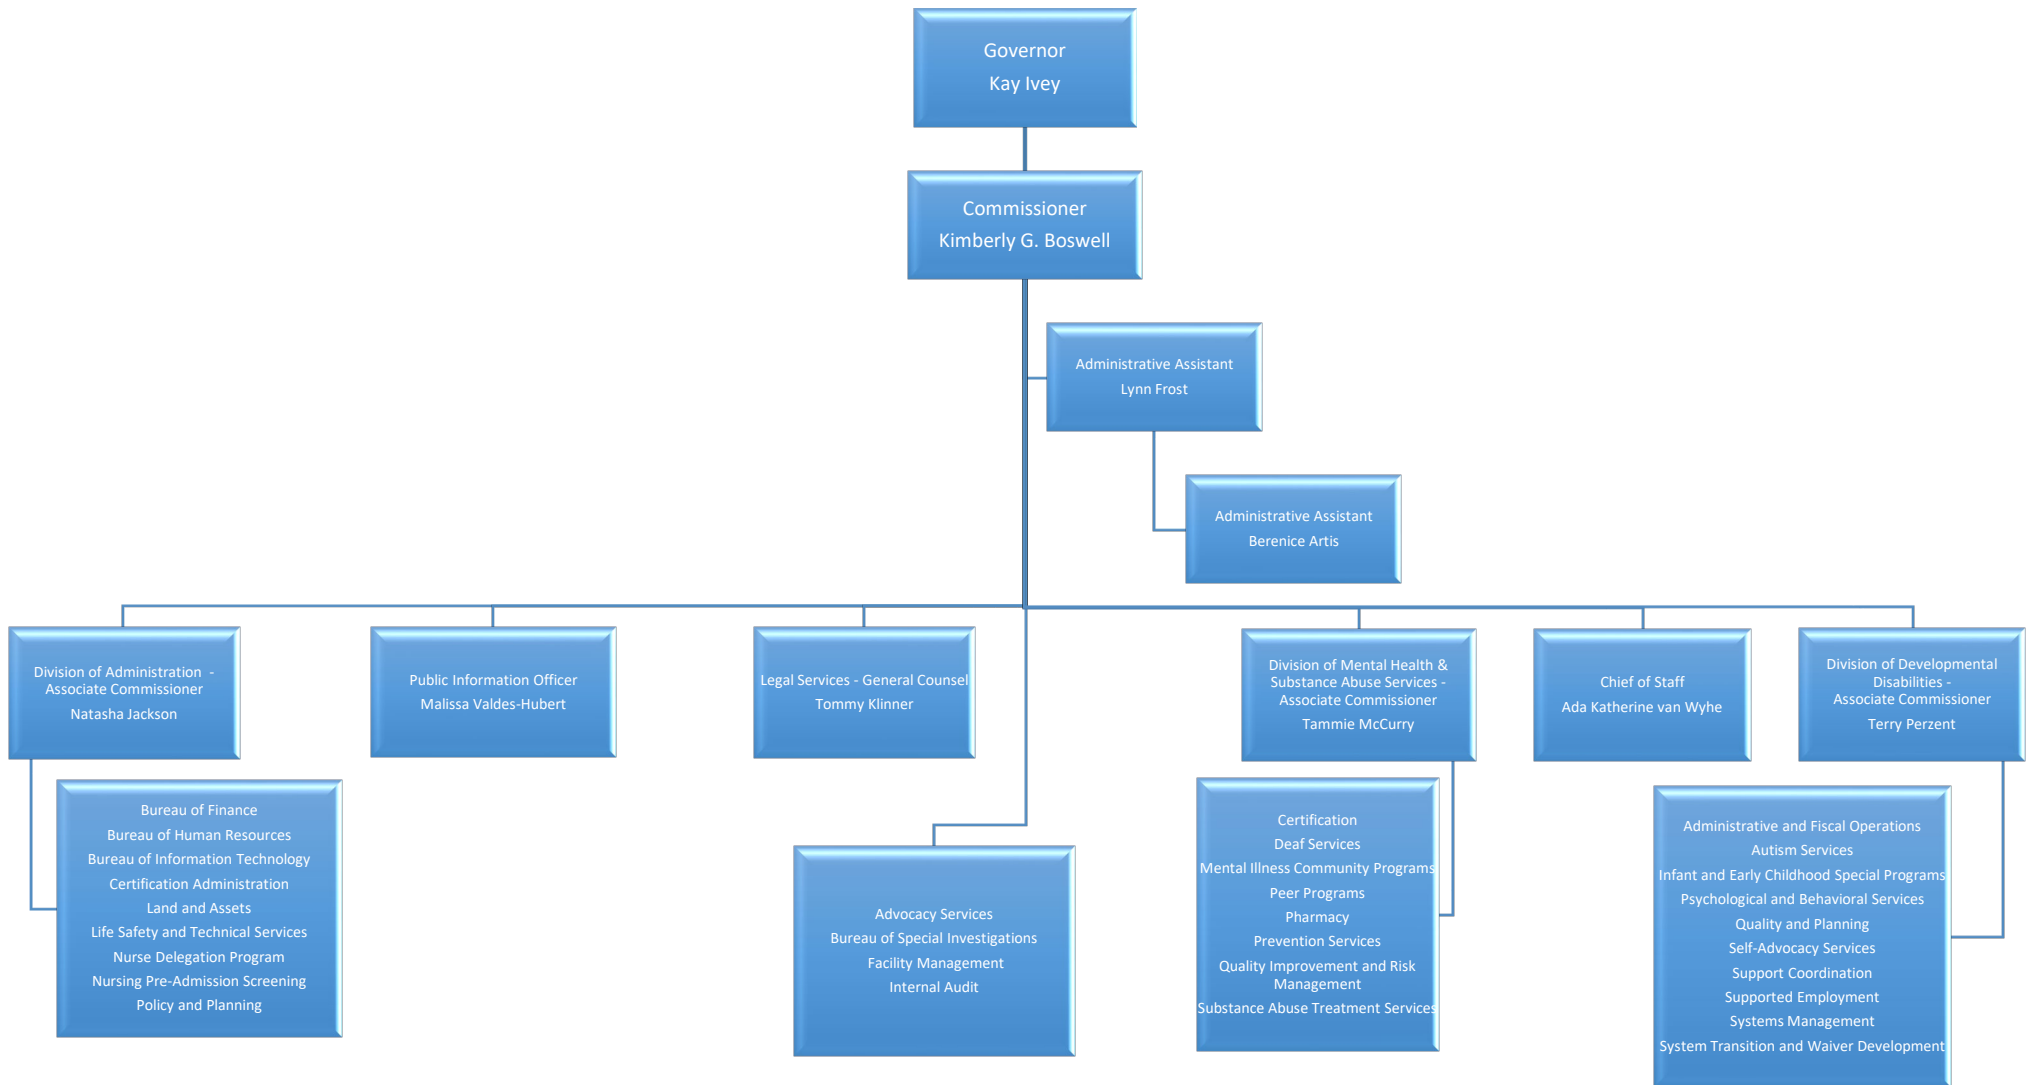 Governor
Kay Ivey
Commissioner
Kimberly G. Boswell
Administrative Assistant
Lynn Frost
Administrative Assistant
Berenice Artis
Division of Administration  -
Associate Commissioner
Natasha Jackson
Public Information Officer
Malissa Valdes-Hubert
Legal Services - General Counsel
Tommy Klinner
Division of Mental Health &
Substance Abuse Services -
Associate Commissioner
Tammie McCurry
Chief of Staff
Ada Katherine van Wyhe
Division of Developmental
Disabilities -
Associate Commissioner
Terry Perzent
Bureau of Finance
Bureau of Human Resources
Bureau of Information Technology
Certification Administration
Land and Assets
Life Safety and Technical Services
Nurse Delegation Program
Nursing Pre-Admission Screening
Policy and Planning
Advocacy Services
Bureau of Special Investigations
Facility Management
Internal Audit
Certification
Deaf Services
Mental Illness Community Programs
Peer Programs
Pharmacy
Prevention Services
Quality Improvement and Risk
Management
Substance Abuse Treatment Services
Administrative and Fiscal Operations
Autism Services
Infant and Early Childhood Special Programs
Psychological and Behavioral Services
Quality and Planning
Self-Advocacy Services
Support Coordination
Supported Employment
Systems Management
System Transition and Waiver Development